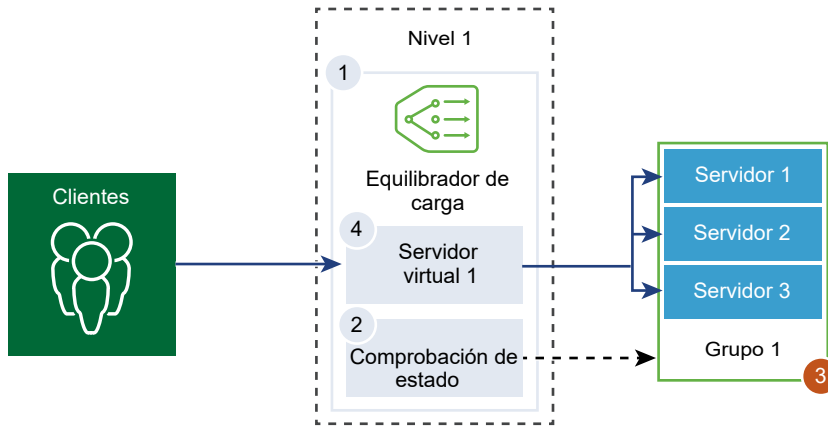 Nivel 1
1
Equilibrador de
carga
Clientes
4
Servidor
virtual 1
2
Comprobación de
estado
Servidor 1
Servidor 2
Servidor 3
Grupo 1
3